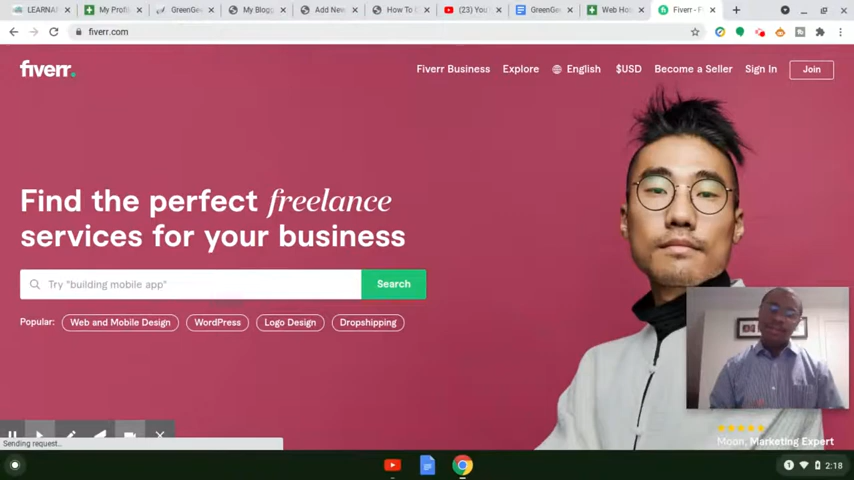 LEARNA
My Profil
GreenGe
My Blogg
Add New
How To C
(23) You
GreenGe
Web Hos
Fiverr - F
fiverr.com
fiverr.
Fiverr Business
Explore
English
$USD
Become a Seller
Sign In
Join
Find the perfect freelance
services for your business
Try "building mobile app"
Search
Popular:
Web and Mobile Design
WordPress
Logo Design
Dropshipping
Moon, Marketing Expert
Sending request...
1
2:18